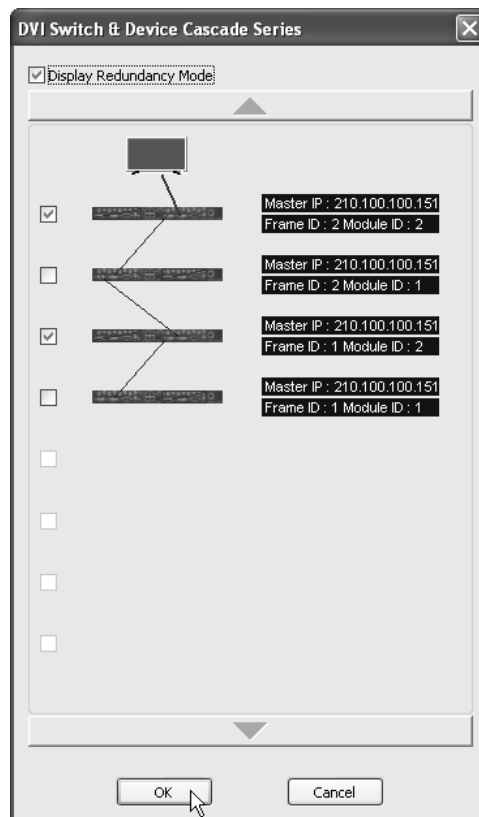 DVI Switch & Device Cascade Series
Display Redundancy Mode
Master IP : 210.100.100.151
Frame ID : 2 Module ID : 2
Master IP : 210.100.100.151
Frame ID : 2 Module ID : 1
Master IP : 210.100.100.151
Frame ID : 1 Module ID : 2
Master IP : 210.100.100.151
Frame ID : 1 Module ID : 1
OK
Cancel